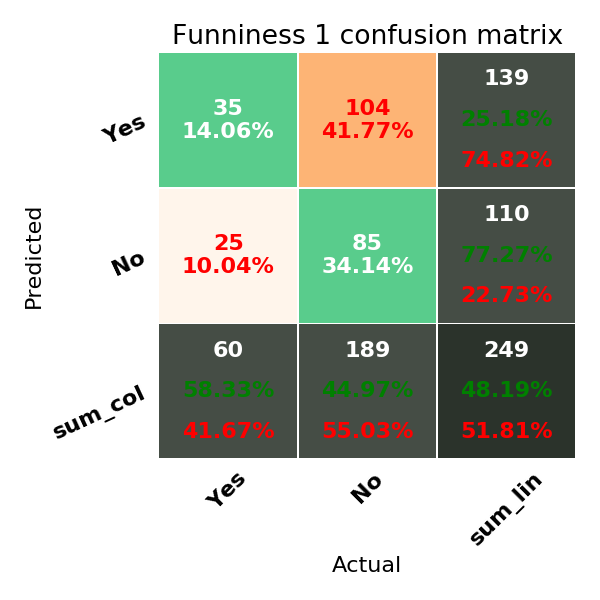 Funniness 1 confusion matrix
Predicted
Yes
35
14.06%
104
41.77%
139
25.18%
74.82%
No
25
10.04%
85
34.14%
110
77.27%
22.73%
sum_col
60
58.33%
41.67%
189
44.97%
55.03%
249
48.19%
51.81%
Yes
No
sum_lin
Actual